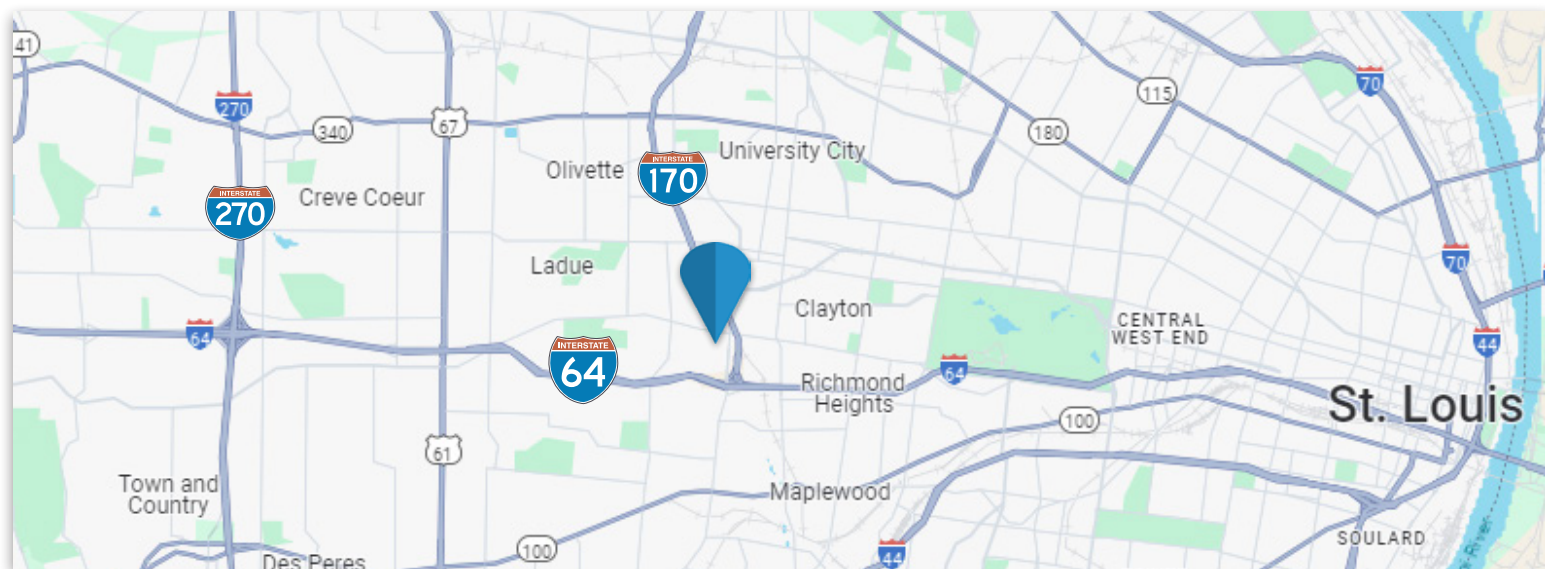 41
70
270
115
340
67
180
University City
Olivette
INTERSTATE
170
INTERSTATE
270
Creve Coeur
70
Ladue
Clayton
CENTRAL
WEST END
64
44
INTERSTATE
64
64
Richmond
Heights
St. Louis
100
61
Town and
Country
Maplewood
SOULARD
100
44
Des Peres
River